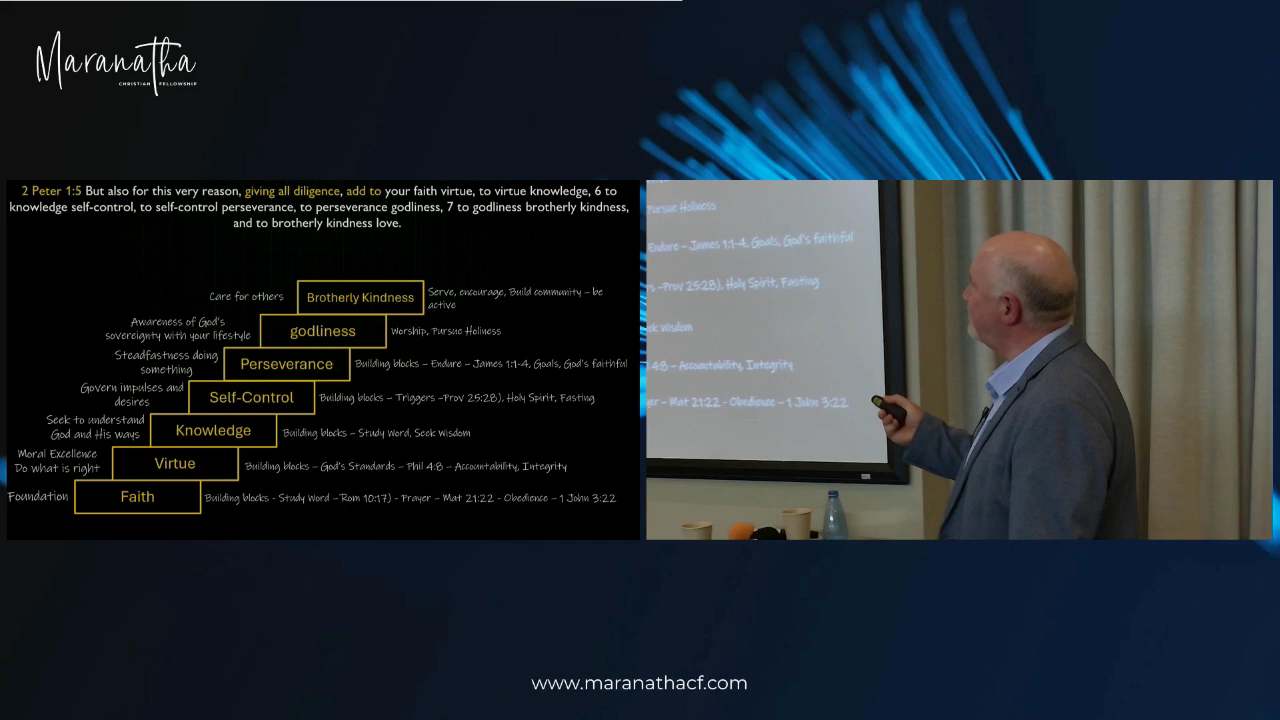 Maranatha
CHRISTIAN FELLOWSHIP
2 Peter 1:5 But also for this very reason, giving all diligence, add to your faith virtue, to virtue knowledge, 6 to
knowledge self-control, to self-control perseverance, to perseverance godliness, 7 to godliness brotherly kindness,
and to brotherly kindness love.
Care for others
Brotherly Kindness
Serve, encourage, Build community – be
active
Awareness of God's
sovereignty with your lifestyle
godliness
Worship, Pursue Holiness
Steadfastness doing
something
Perseverance
Building blocks – Endure – James 1:1-4, Goals, God's faithful
Govern impulses and
desires
Self-Control
Building blocks – Triggers –Prov 25:28), Holy Spirit, Fasting
Seek to understand
God and His ways
Knowledge
Building blocks – Study Word, Seek Wisdom
Moral Excellence
Do what is right
Virtue
Building blocks – God's Standards – Phil 4:8 – Accountability, Integrity
Foundation
Faith
Building blocks - Study Word –Rom 10:17) - Prayer – Mat 21:22 - Obedience – 1 John 3:22
Pursue Holiness
Endure – James 1:1-4, Goals, God's faithful
–Prov 25:28), Holy Spirit, Fasting
Wisdom
4:8 – Accountability, Integrity
– Mat 21:22 - Obedience – 1 John 3:22
www.maranathacf.com